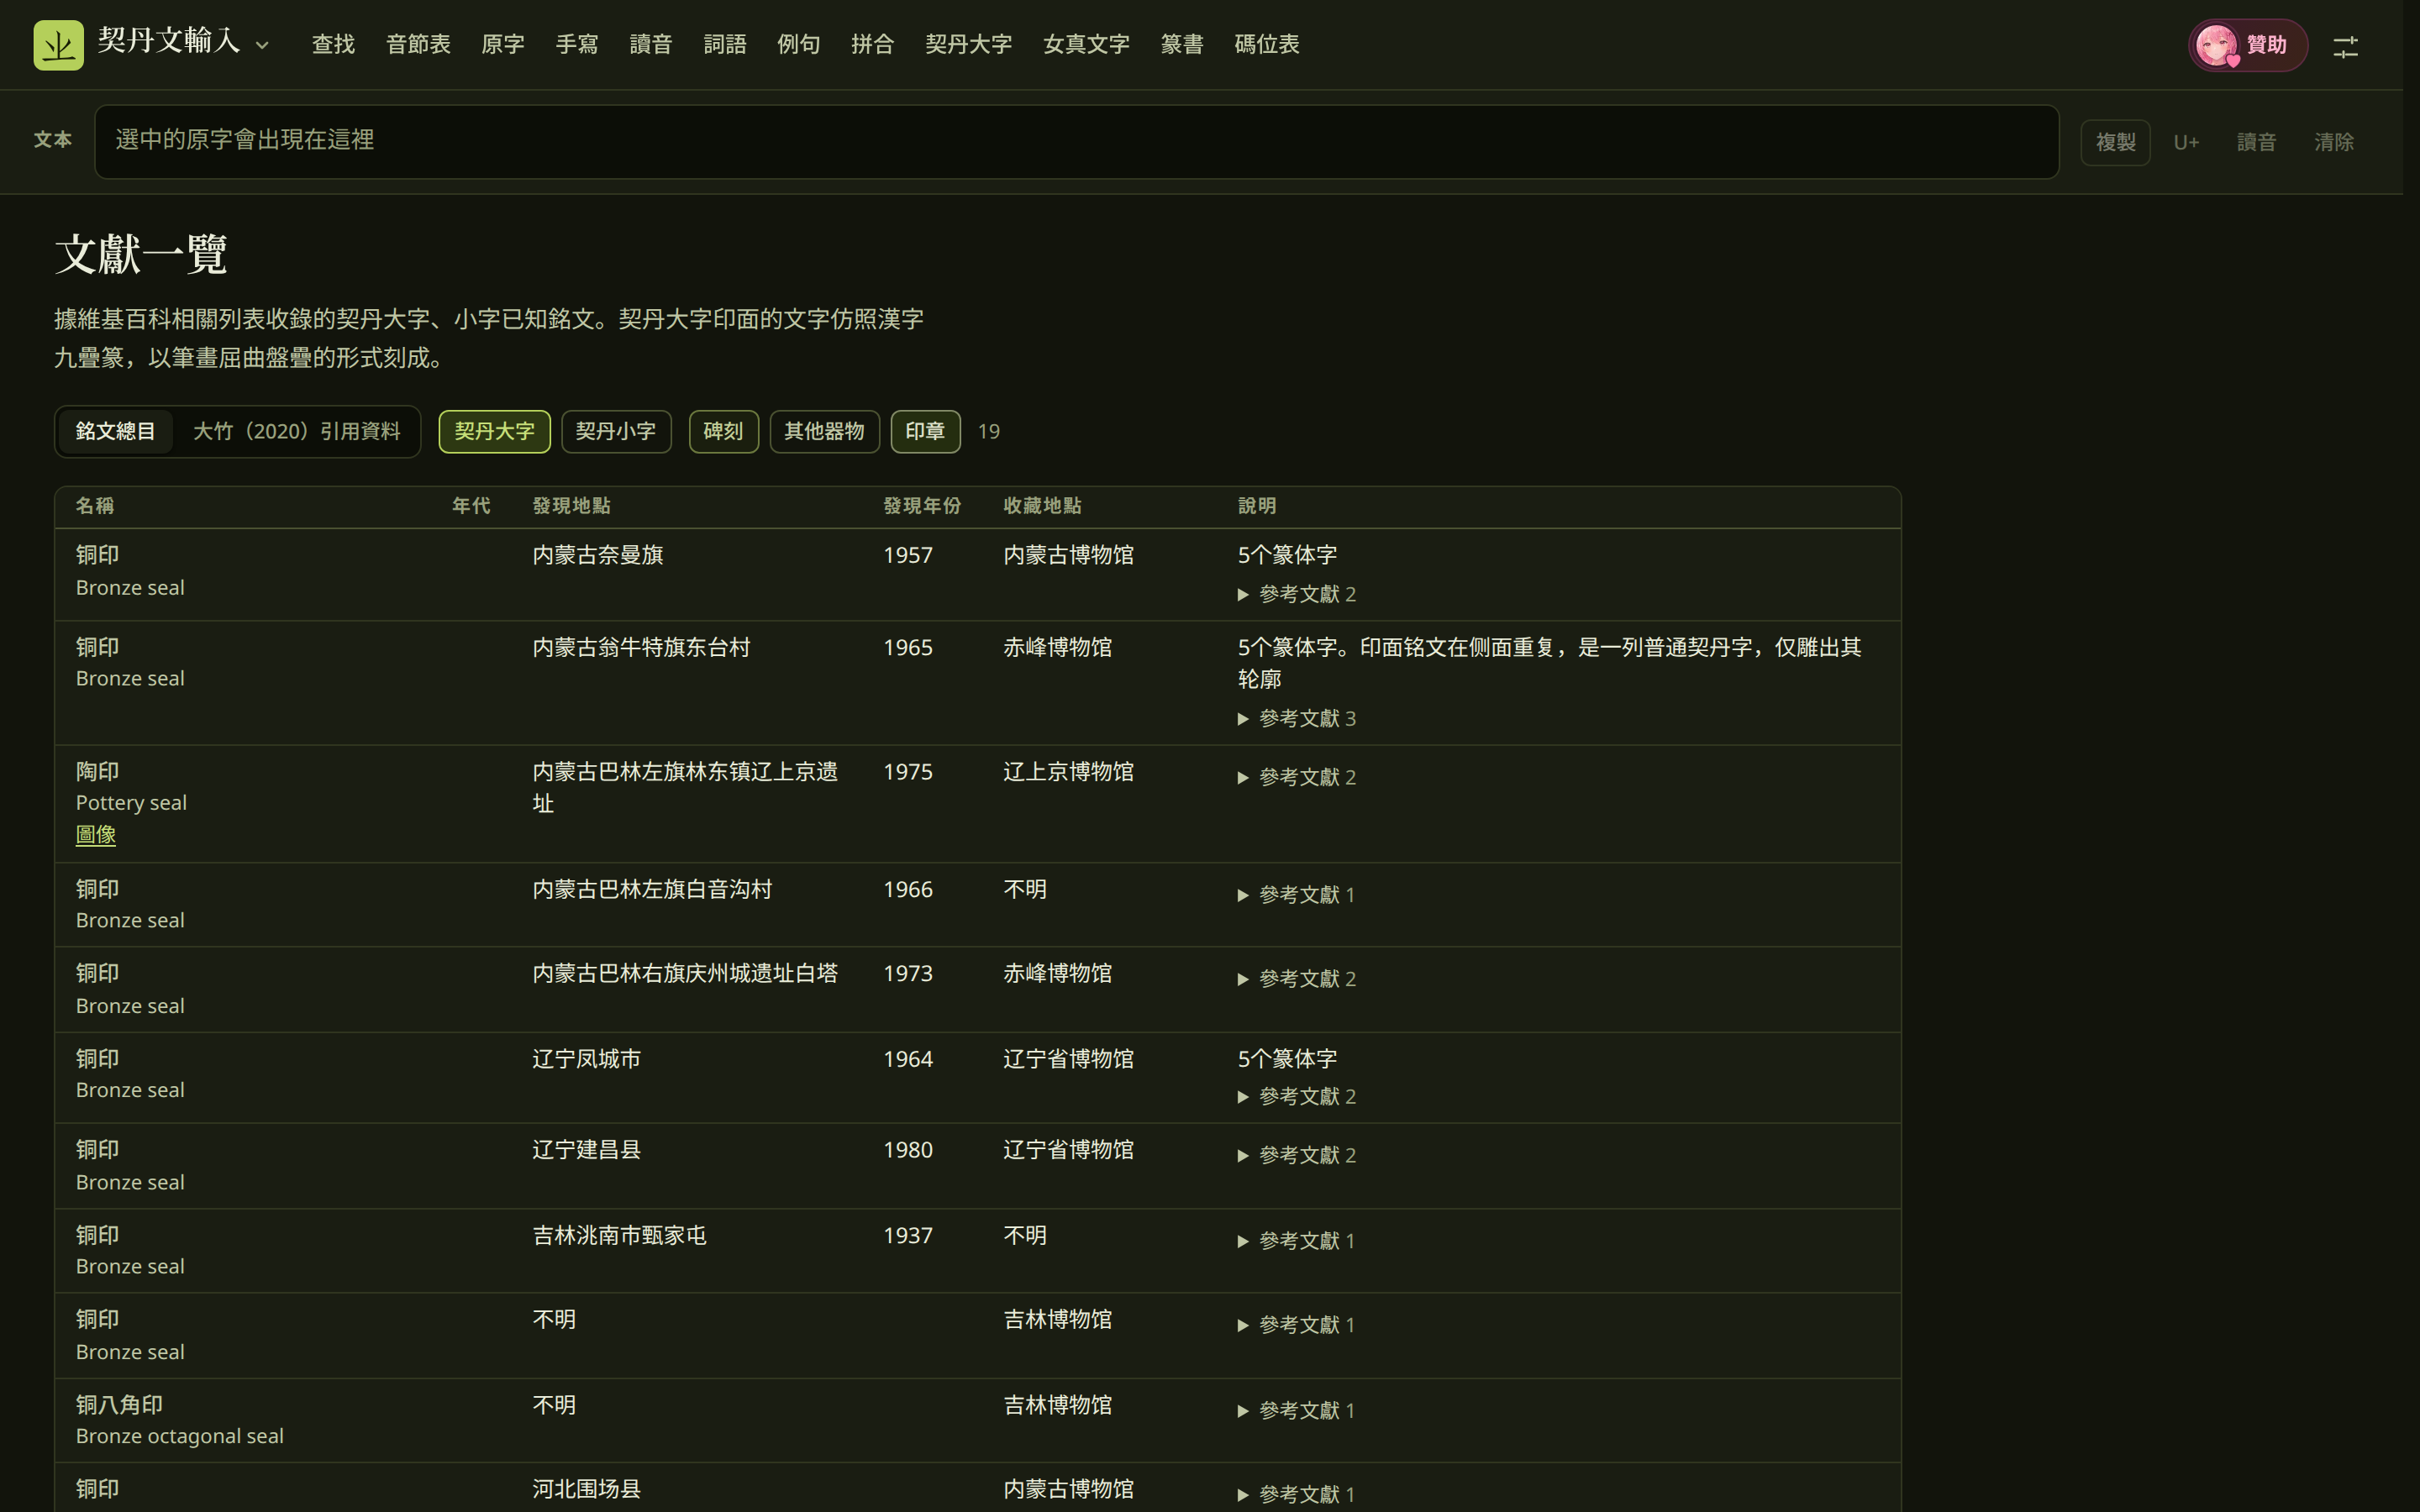 契丹文輸入 查找 音節表 原字 手寫 讀音 詞語 例句 拼合 契丹大字 女真文字 篆書 碼位表 贊助
文本 選中的原字會出現在這裡 複製 U+ 讀音 清除
文獻一覽
據維基百科相關列表收錄的契丹大字、小字已知銘文。契丹大字印面的文字仿照漢字
九疊篆，以筆畫屈曲盤疊的形式刻成。
銘文總目 大竹（2020）引用資料 契丹大字 契丹小字 碑刻 其他器物 印章 19
名稱 年代 發現地點 發現年份 收藏地點 說明
铜印 内蒙古奈曼旗 1957 内蒙古博物馆 5个篆体字
Bronze seal
▶ 參考文獻 2
铜印 内蒙古翁牛特旗东台村 1965 赤峰博物馆 5个篆体字。印面铭文在侧面重复，是一列普通契丹字，仅雕出其
Bronze seal 轮廓
▶ 參考文獻 3
陶印 内蒙古巴林左旗林东镇辽上京遗 1975 辽上京博物馆 ▶ 參考文獻 2
Pottery seal 址
圖像
铜印 内蒙古巴林左旗白音沟村 1966 不明 ▶ 參考文獻 1
Bronze seal
铜印 内蒙古巴林右旗庆州城遗址白塔 1973 赤峰博物馆 ▶ 參考文獻 2
Bronze seal
铜印 辽宁凤城市 1964 辽宁省博物馆 5个篆体字
Bronze seal ▶ 參考文獻 2
铜印 辽宁建昌县 1980 辽宁省博物馆 ▶ 參考文獻 2
Bronze seal
铜印 吉林洮南市甄家屯 1937 不明 ▶ 參考文獻 1
Bronze seal
铜印 不明 吉林博物馆 ▶ 參考文獻 1
Bronze seal
铜八角印 不明 吉林博物馆 ▶ 參考文獻 1
Bronze octagonal seal
铜印 河北围场县 内蒙古博物馆 ▶ 參考文獻 1